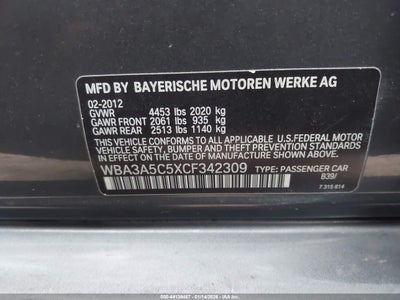 MFD BY BAYERISCHE MOTOREN WERKE AG
02-2012
GVWR 4453 lbs 2020 kg
GAWR FRONT 2061 lbs 935 kg
GAWR REAR 2513 lbs 1140 kg
THIS VEHICLE CONFORMS TO ALL APPLICABLE U.S.FEDERAL MOTOR
VEHICLE SAFETY, BUMPER AND THEFT PREVENTION STANDARDS
IN EFFECT ON THE DATE OF MANUFACTURE SHOWN ABOVE.
WBA3A5C5XCF342309 TYPE: PASSENGER CAR
B39/
7 315 614